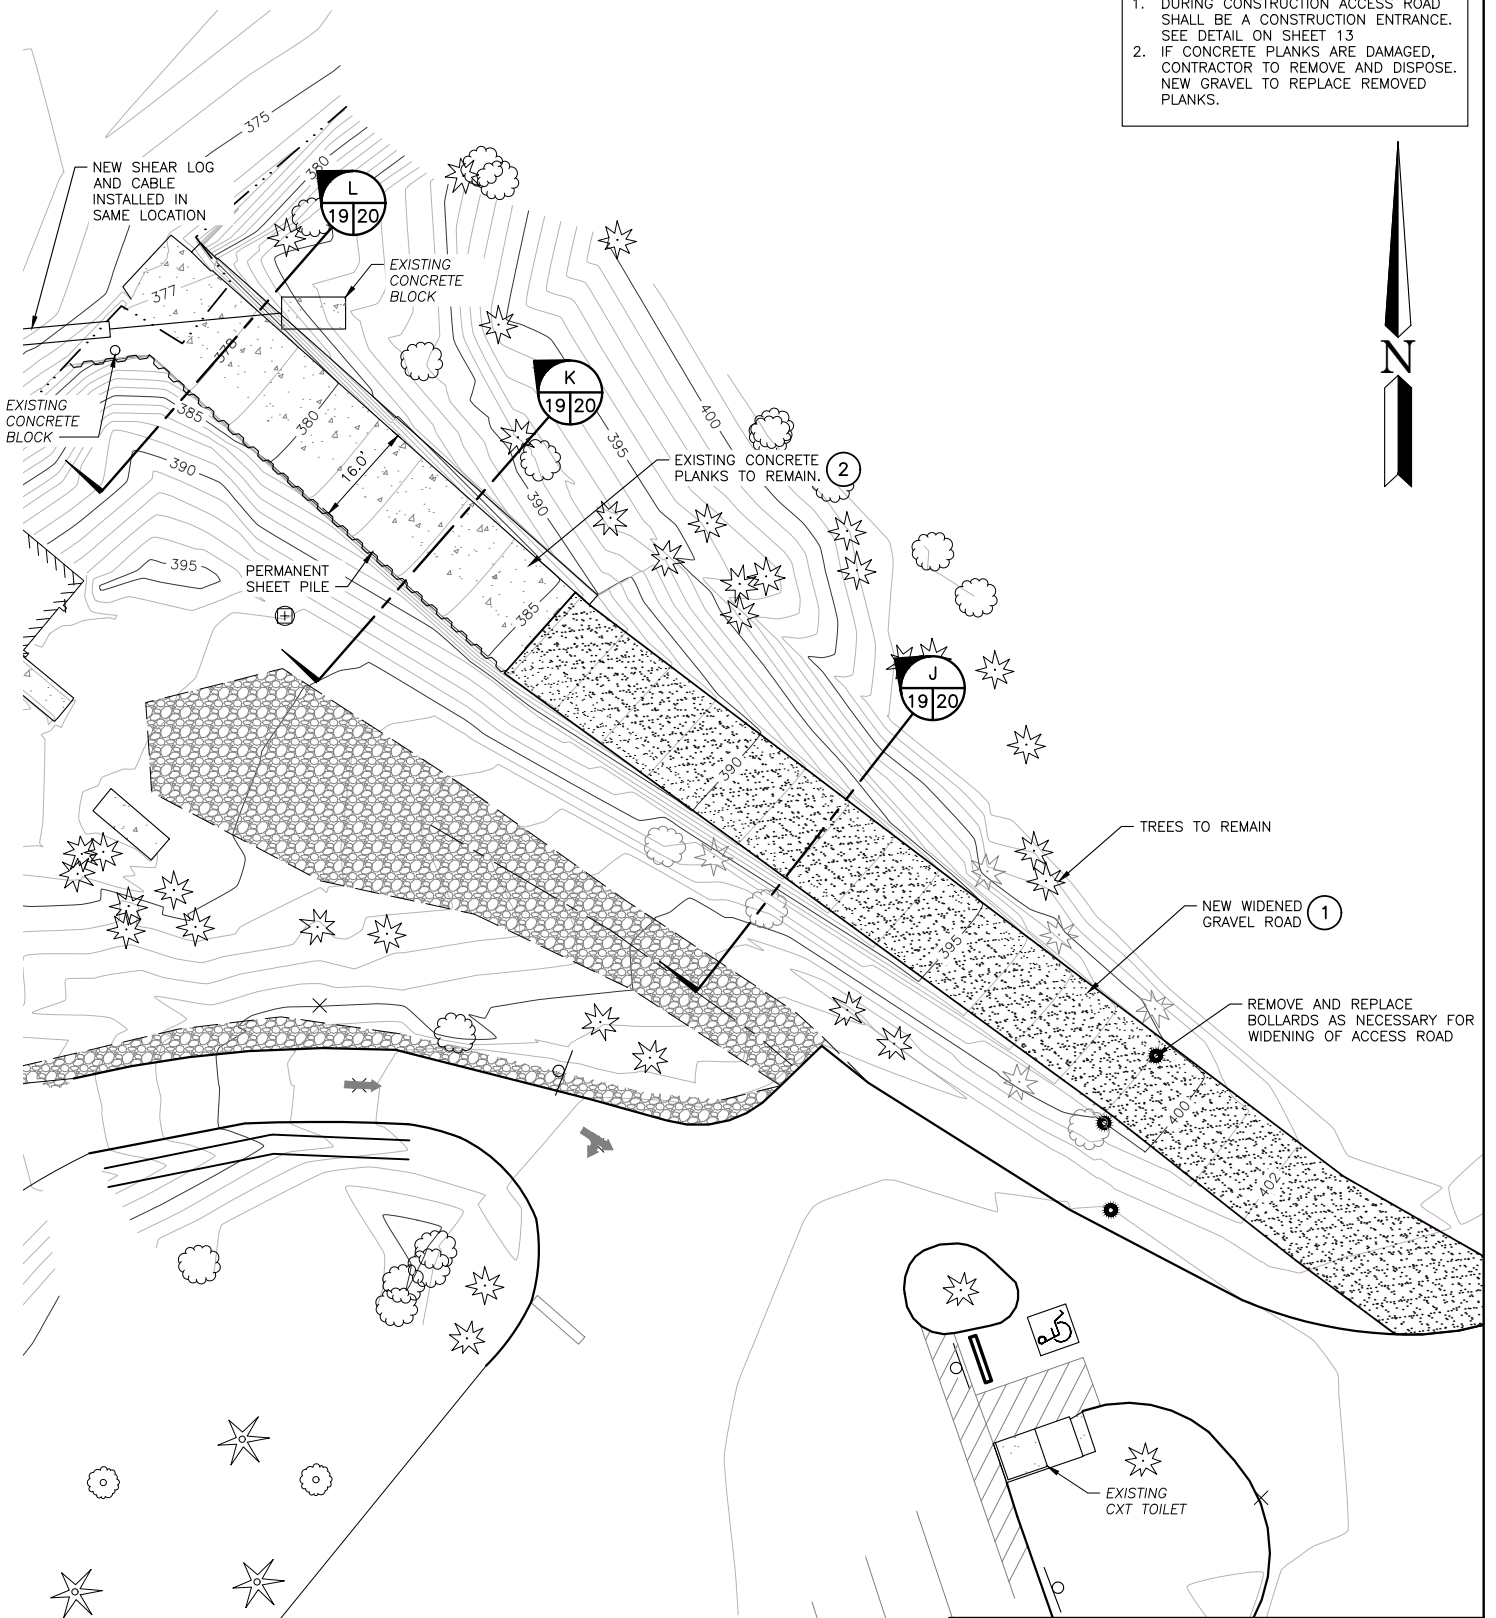 1. DURING CONSTRUCTION ACCESS ROAD
SHALL BE A CONSTRUCTION ENTRANCE.
SEE DETAIL ON SHEET 13
2. IF CONCRETE PLANKS ARE DAMAGED,
CONTRACTOR TO REMOVE AND DISPOSE.
NEW GRAVEL TO REPLACE REMOVED
PLANKS.
375
380
NEW SHEAR LOG
AND CABLE
INSTALLED IN
SAME LOCATION
L
19 20
EXISTING
CONCRETE
BLOCK
377
378
N
K
19 20
EXISTING
CONCRETE
BLOCK
385
380
400
395
390
16.0'
390
EXISTING CONCRETE
PLANKS TO REMAIN. 2
395
PERMANENT
SHEET PILE
385
J
19 20
390
TREES TO REMAIN
NEW WIDENED
GRAVEL ROAD 1
395
REMOVE AND REPLACE
BOLLARDS AS NECESSARY FOR
WIDENING OF ACCESS ROAD
400
402
EXISTING
CXT TOILET